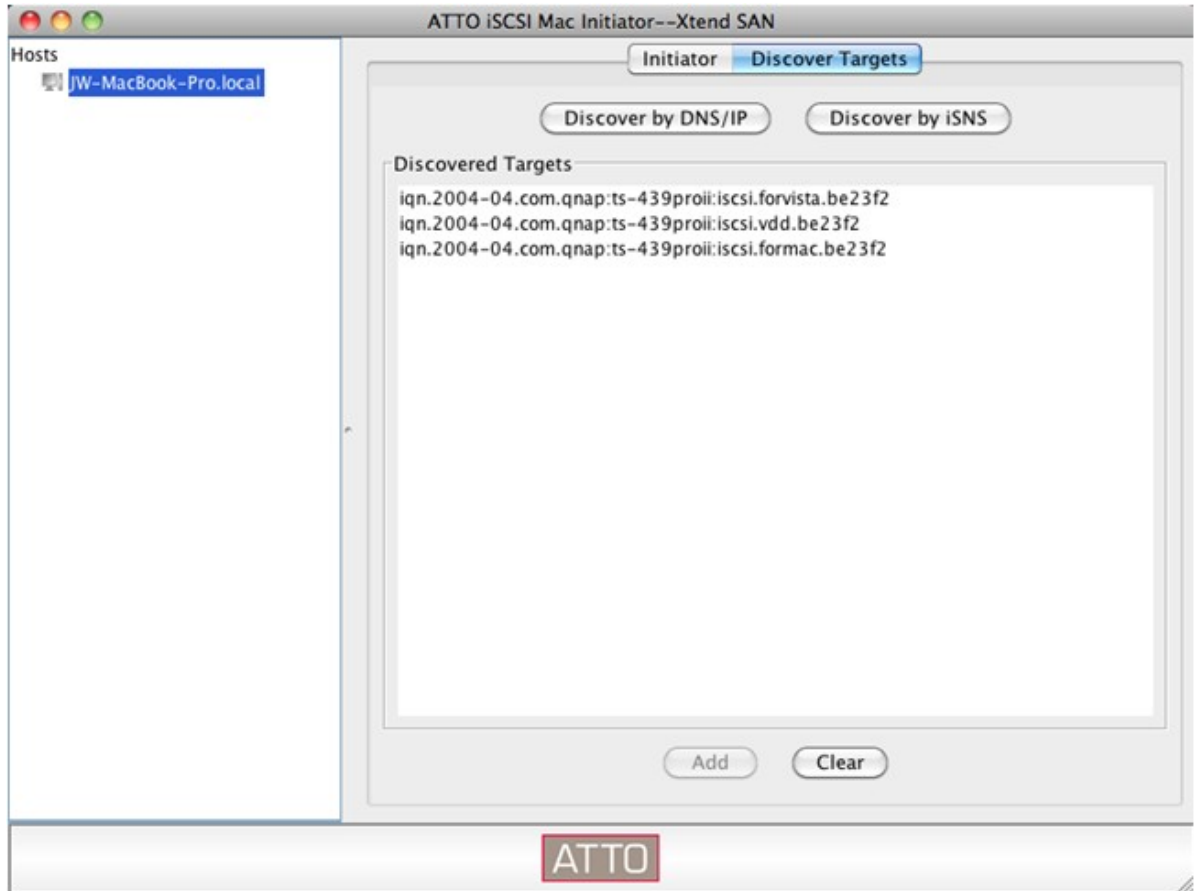 ATTO iSCSI Mac Initiator--Xtend SAN
Hosts
JW-MacBook-Pro.local
Initiator
Discover Targets
Discover by DNS/IP
Discover by iSNS
Discovered Targets
iqn.2004-04.com.qnap:ts-439proii:iscsi.forvista.be23f2
iqn.2004-04.com.qnap:ts-439proii:iscsi.vdd.be23f2
iqn.2004-04.com.qnap:ts-439proii:iscsi.formac.be23f2
Add
Clear
ATTO